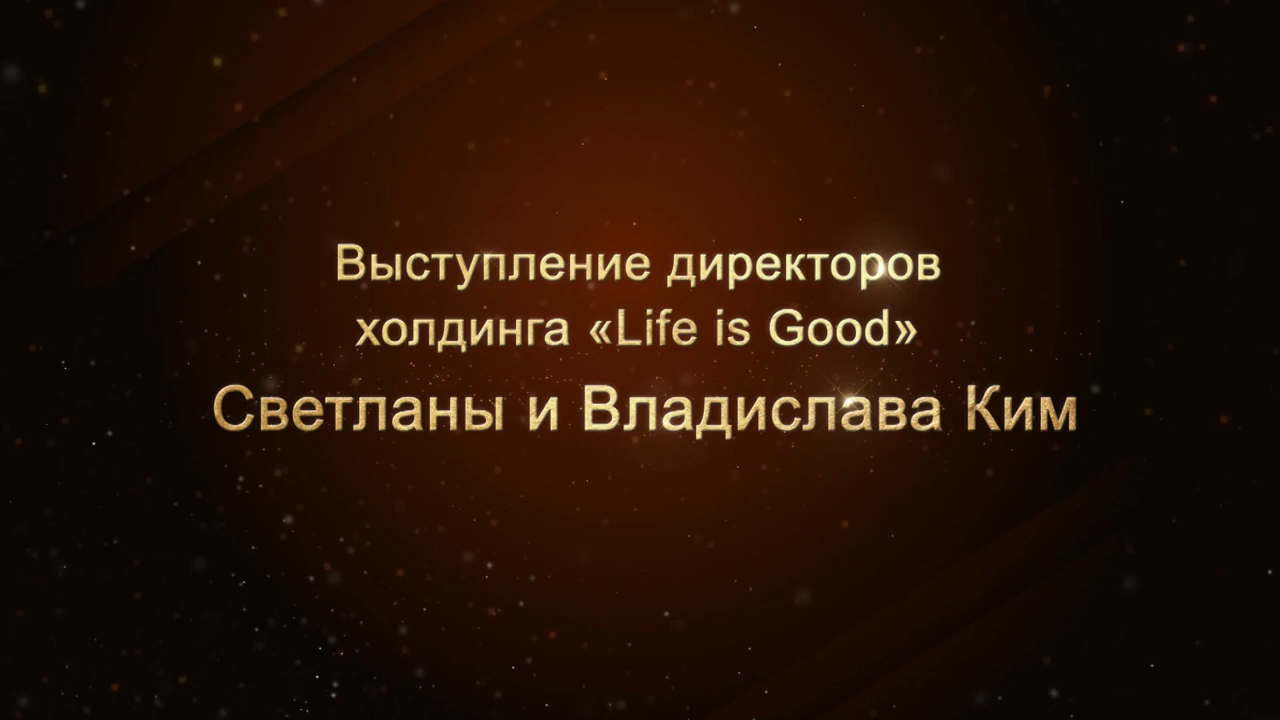 Выступление директоров
холдинга «Life is Good»
Светланы и Владислава Ким